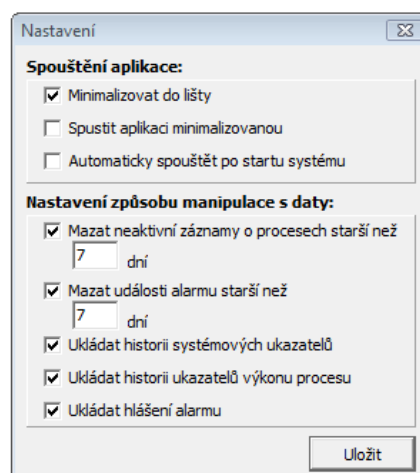 Nastavení
Spouštění aplikace:
Minimalizovat do lišty
Spustit aplikaci minimalizovanou
Automaticky spouštět po startu systému
Nastavení způsobu manipulace s daty:
Mazat neaktivní záznamy o procesech starší než
7 dní
Mazat události alarmu starší než
7 dní
Ukládat historii systémových ukazatelů
Ukládat historii ukazatelů výkonu procesu
Ukládat hlášení alarmu
Uložit